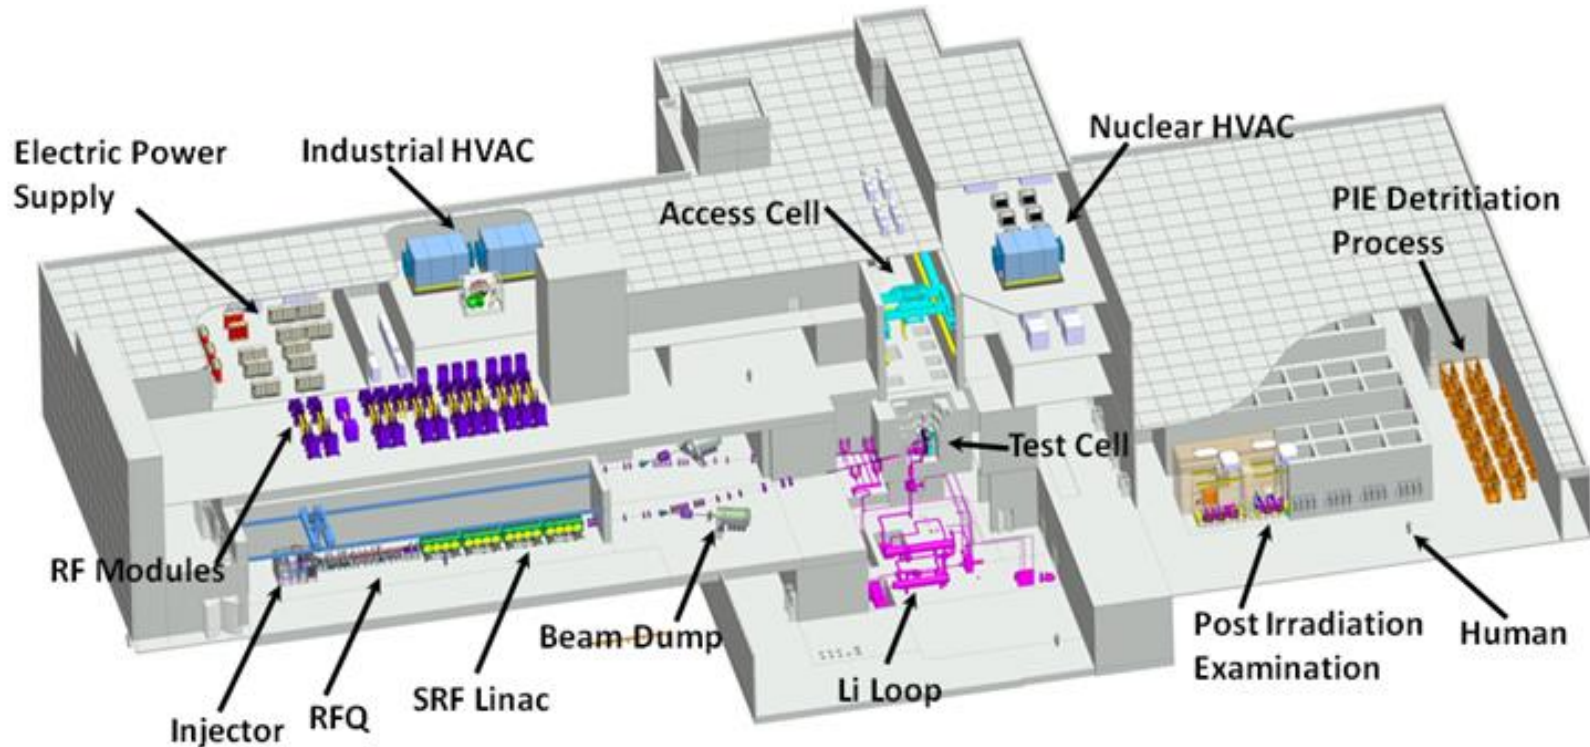 Electric Power
Supply
Industrial HVAC
Nuclear HVAC
Access Cell
PIE Detritiation
Process
Test Cell
RF Modules
Beam Dump
Post Irradiation
Examination
Human
Li Loop
SRF Linac
RFQ
Injector